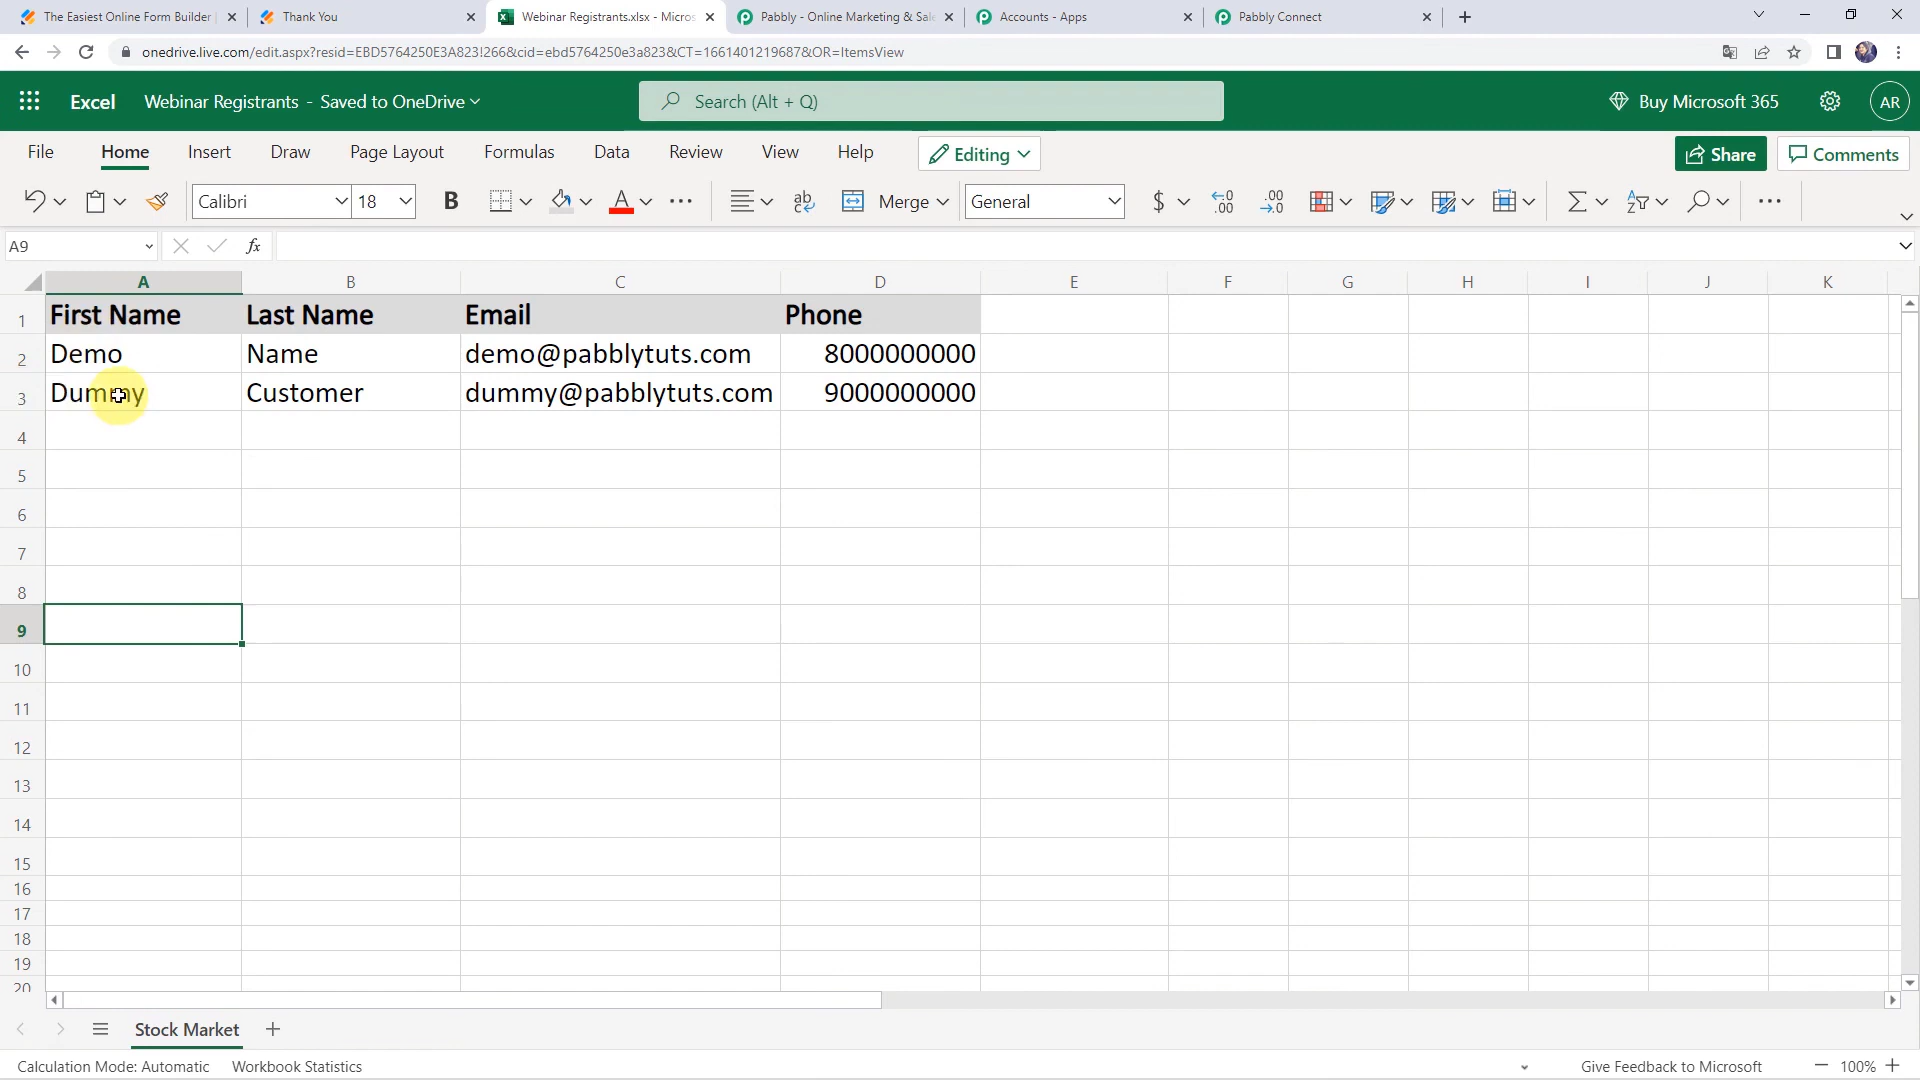 The Easiest Online Form Builder
Thank You
Webinar Registrants.xlsx - Micros
Pabbly - Online Marketing & Sale
Accounts - Apps
Pabbly Connect
onedrive.live.com/edit.aspx?resid=EBD5764250E3A823!266&cid=ebd5764250e3a823&CT=1661401219687&OR=ItemsView
Excel Webinar Registrants - Saved to OneDrive
Search (Alt + Q)
Buy Microsoft 365
AR
File Home Insert Draw Page Layout Formulas Data Review View Help Editing Share Comments
Calibri 18 B A ab Merge General $ .00 .00
A9 fx
A B C D E F G H I J K
1 First Name Last Name Email Phone
2 Demo Name demo@pabblytuts.com 8000000000
3 Dummy Customer dummy@pabblytuts.com 9000000000
4
5
6
7
8
9
10
11
12
13
14
15
16
17
18
19
20
Stock Market
Calculation Mode: Automatic Workbook Statistics Give Feedback to Microsoft 100%